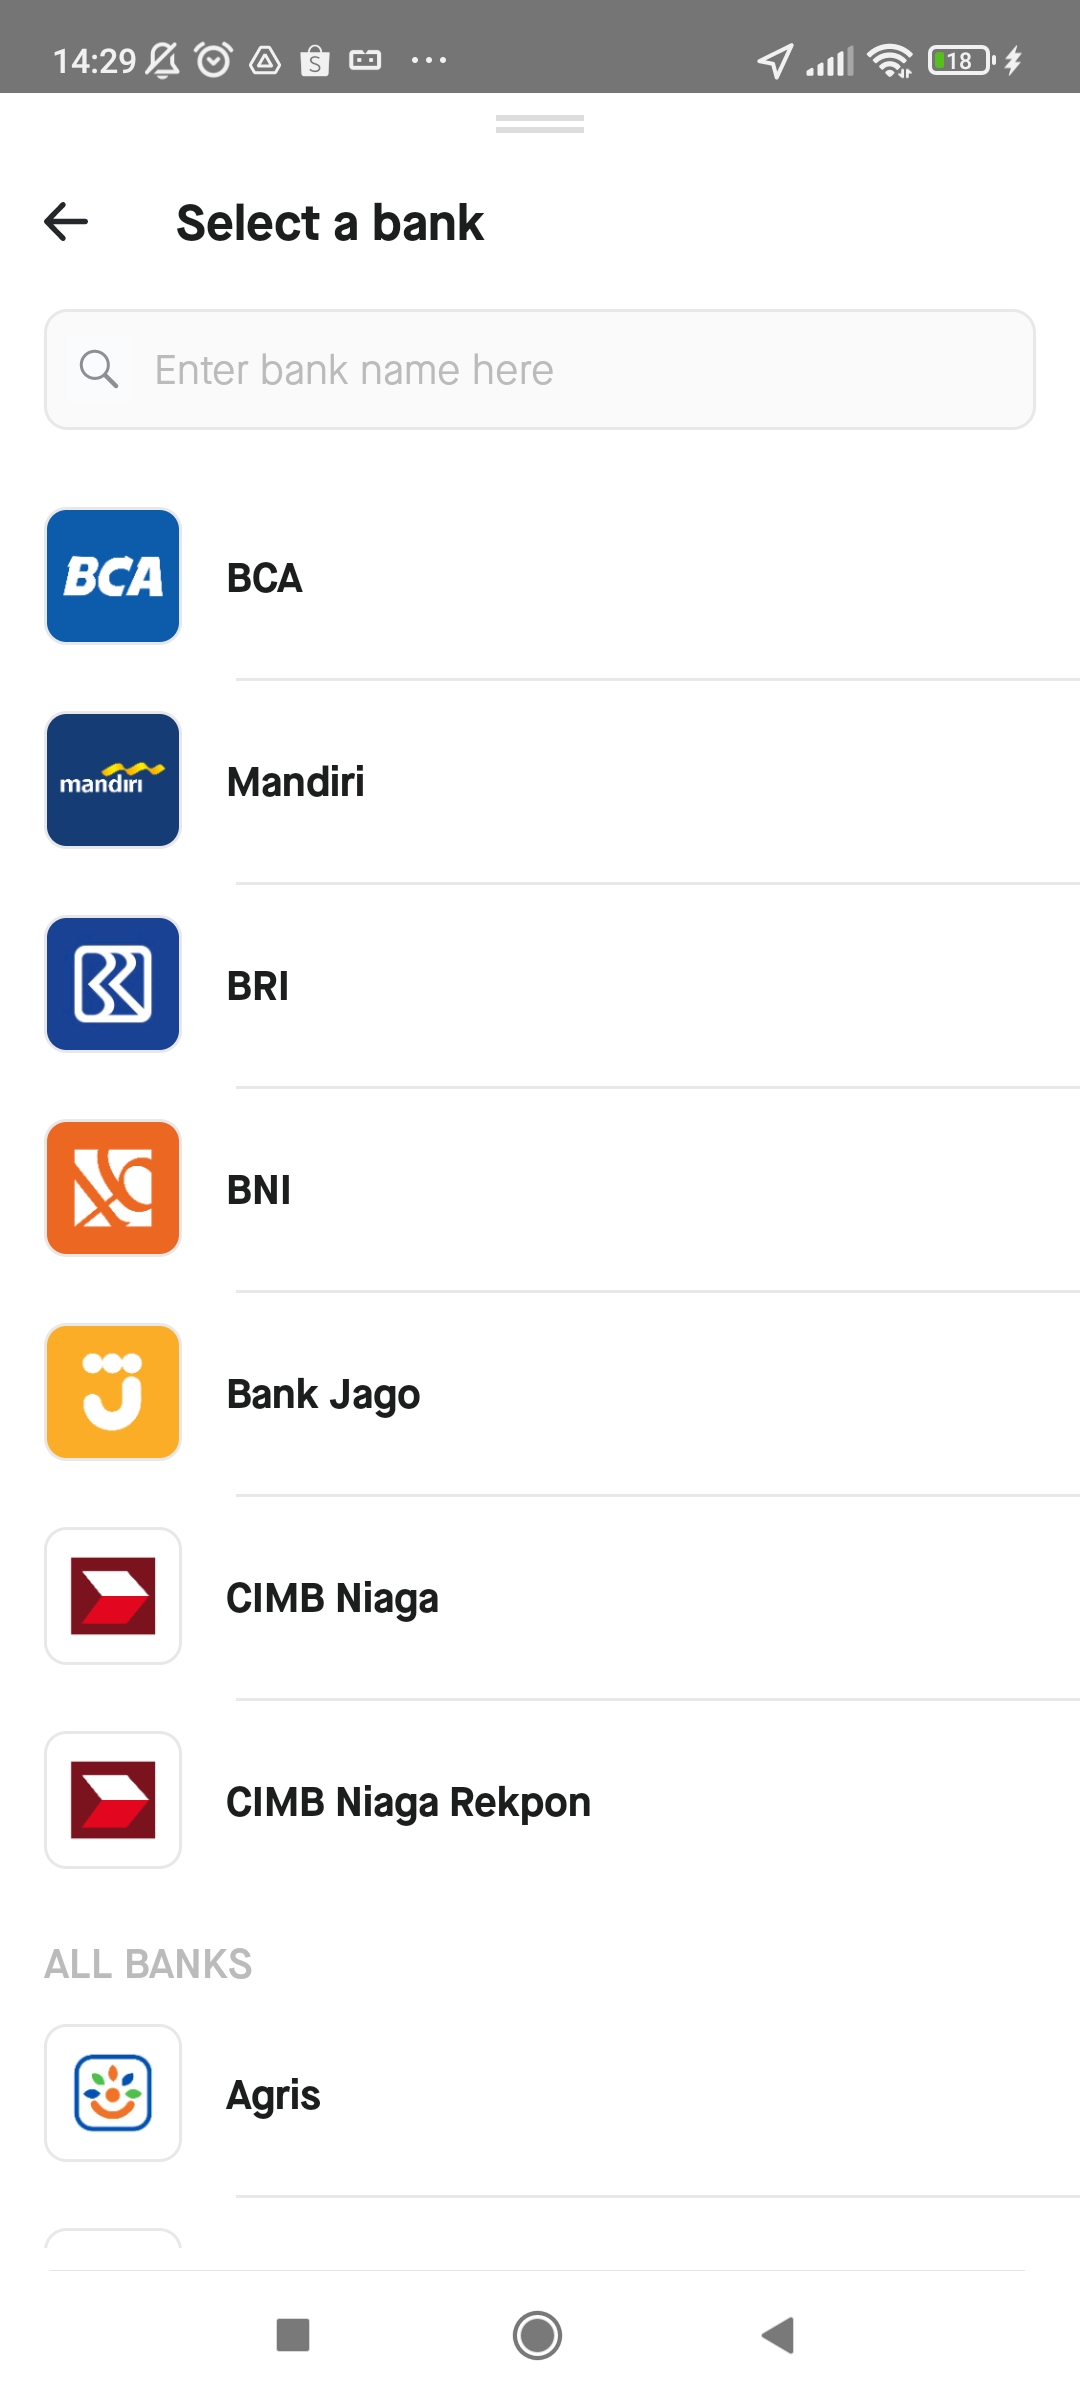 14:29
18
Select a bank
Enter bank name here
BCA
BCA
mandiri
Mandiri
BRI
BNI
Bank Jago
CIMB Niaga
CIMB Niaga Rekpon
ALL BANKS
Agris